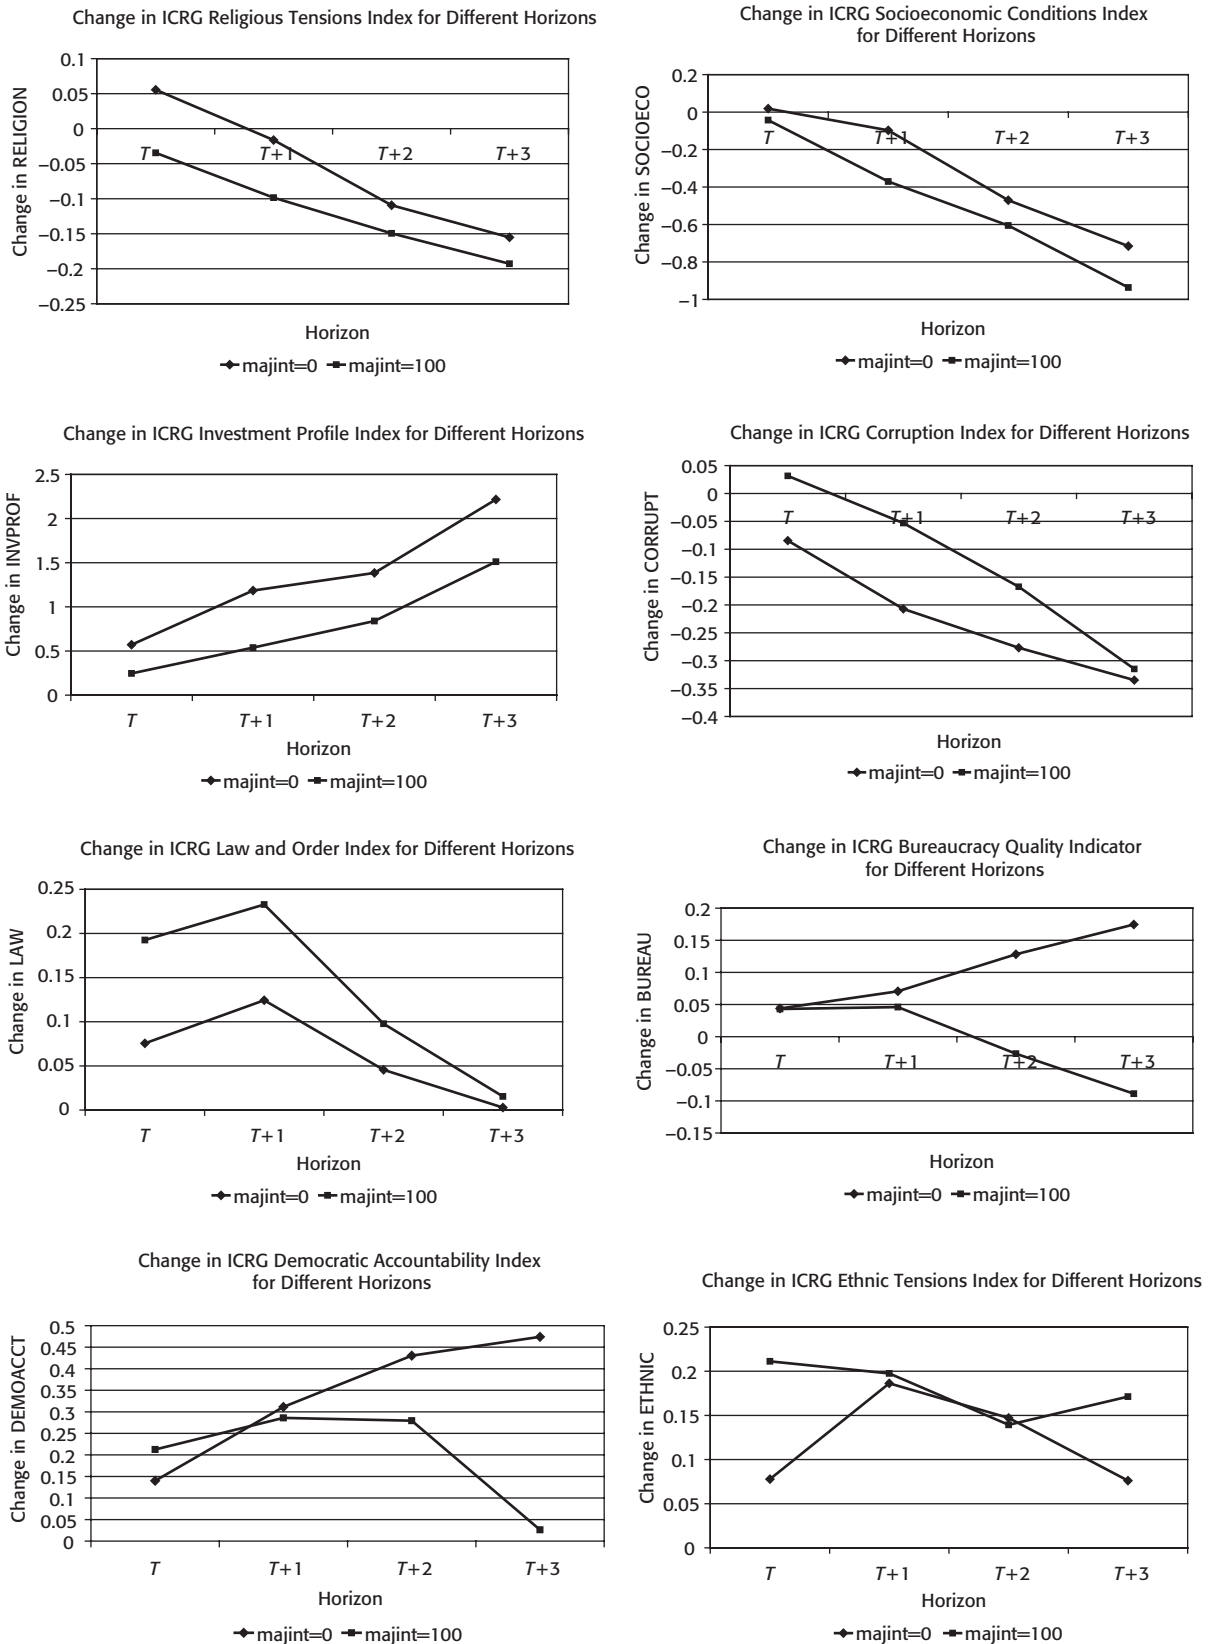 Change in ICRG Religious Tensions Index for Different Horizons
Change in RELIGION
0.1
0.05
0
−0.05
−0.1
−0.15
−0.2
−0.25
T
T+1
T+2
T+3
Horizon
majint=0 majint=100
Change in ICRG Socioeconomic Conditions Index
for Different Horizons
Change in SOCIOECO
0.2
0
−0.2
−0.4
−0.6
−0.8
−1
T
T+1
T+2
T+3
Horizon
majint=0 majint=100
Change in ICRG Investment Profile Index for Different Horizons
Change in INVPROF
2.5
2
1.5
1
0.5
0
T
T+1
T+2
T+3
Horizon
majint=0 majint=100
Change in ICRG Corruption Index for Different Horizons
Change in CORRUPT
0.05
0
−0.05
−0.1
−0.15
−0.2
−0.25
−0.3
−0.35
−0.4
T
T+1
T+2
T+3
Horizon
majint=0 majint=100
Change in ICRG Law and Order Index for Different Horizons
Change in LAW
0.25
0.2
0.15
0.1
0.05
0
T
T+1
T+2
T+3
Horizon
majint=0 majint=100
Change in ICRG Bureaucracy Quality Indicator
for Different Horizons
Change in BUREAU
0.2
0.15
0.1
0.05
0
−0.05
−0.1
−0.15
T
T+1
T+2
T+3
Horizon
majint=0 majint=100
Change in ICRG Democratic Accountability Index
for Different Horizons
Change in DEMOACCT
0.5
0.45
0.4
0.35
0.3
0.25
0.2
0.15
0.1
0.05
0
T
T+1
T+2
T+3
Horizon
majint=0 majint=100
Change in ICRG Ethnic Tensions Index for Different Horizons
Change in ETHNIC
0.25
0.2
0.15
0.1
0.05
0
T
T+1
T+2
T+3
Horizon
majint=0 majint=100